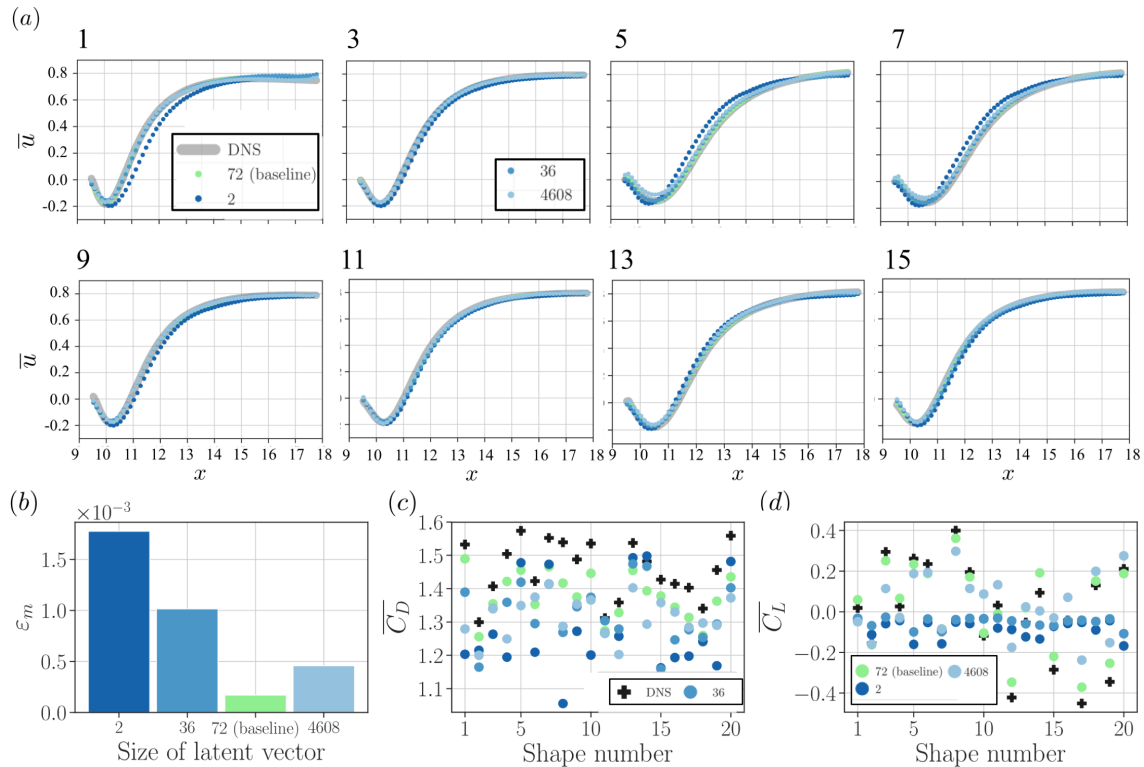 (a)
1 3 5 7
0.8
0.6
0.4
0.2
0.0
-0.2
u
DNS
72 (baseline)
2
36
4608
9 11 13 15
0.8
0.6
0.4
0.2
0.0
-0.2
u
9 10 11 12 13 14 15 16 17 18
9 10 11 12 13 14 15 16 17 18
9 10 11 12 13 14 15 16 17 18
9 10 11 12 13 14 15 16 17 18
x x x x
(b)
×10⁻³
1.5
1.0
0.5
0.0
εm
2 36 72 (baseline) 4608
Size of latent vector
(c)
1.6
1.5
1.4
1.3
1.2
1.1
C_D
DNS 36
1 5 10 15 20
Shape number
(d)
0.4
0.2
0.0
−0.2
−0.4
C_L
72 (baseline) 4608
2
1 5 10 15 20
Shape number